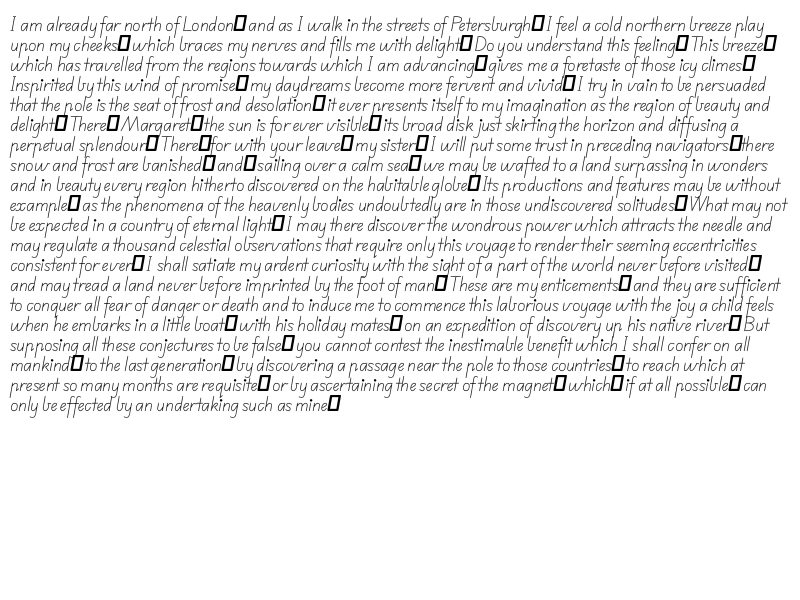 I am already far north of London□ and as I walk in the streets of Petersburgh□ I feel a cold northern breeze play
upon my cheeks□ which braces my nerves and fills me with delight□ Do you understand this feeling□ This breeze□
which has travelled from the regions towards which I am advancing□ gives me a foretaste of those icy climes□
Inspirited by this wind of promise□ my daydreams become more fervent and vivid□ I try in vain to be persuaded
that the pole is the seat of frost and desolation□ it ever presents itself to my imagination as the region of beauty and
delight□ There□ Margaret□ the sun is for ever visible□ its broad disk just skirting the horizon and diffusing a
perpetual splendour□ There□for with your leave□ my sister□ I will put some trust in preceding navigators□there
snow and frost are banished□ and□ sailing over a calm sea□ we may be wafted to a land surpassing in wonders
and in beauty every region hitherto discovered on the habitable globe□ Its productions and features may be without
example□ as the phenomena of the heavenly bodies undoubtedly are in those undiscovered solitudes□ What may not
be expected in a country of eternal light□ I may there discover the wondrous power which attracts the needle and
may regulate a thousand celestial observations that require only this voyage to render their seeming eccentricities
consistent for ever□ I shall satiate my ardent curiosity with the sight of a part of the world never before visited□
and may tread a land never before imprinted by the foot of man□ These are my enticements□ and they are sufficient
to conquer all fear of danger or death and to induce me to commence this laborious voyage with the joy a child feels
when he embarks in a little boat□ with his holiday mates□ on an expedition of discovery up his native river□ But
supposing all these conjectures to be false□ you cannot contest the inestimable benefit which I shall confer on all
mankind□ to the last generation□ by discovering a passage near the pole to those countries□ to reach which at
present so many months are requisite□ or by ascertaining the secret of the magnet□ which□ if at all possible□ can
only be effected by an undertaking such as mine□